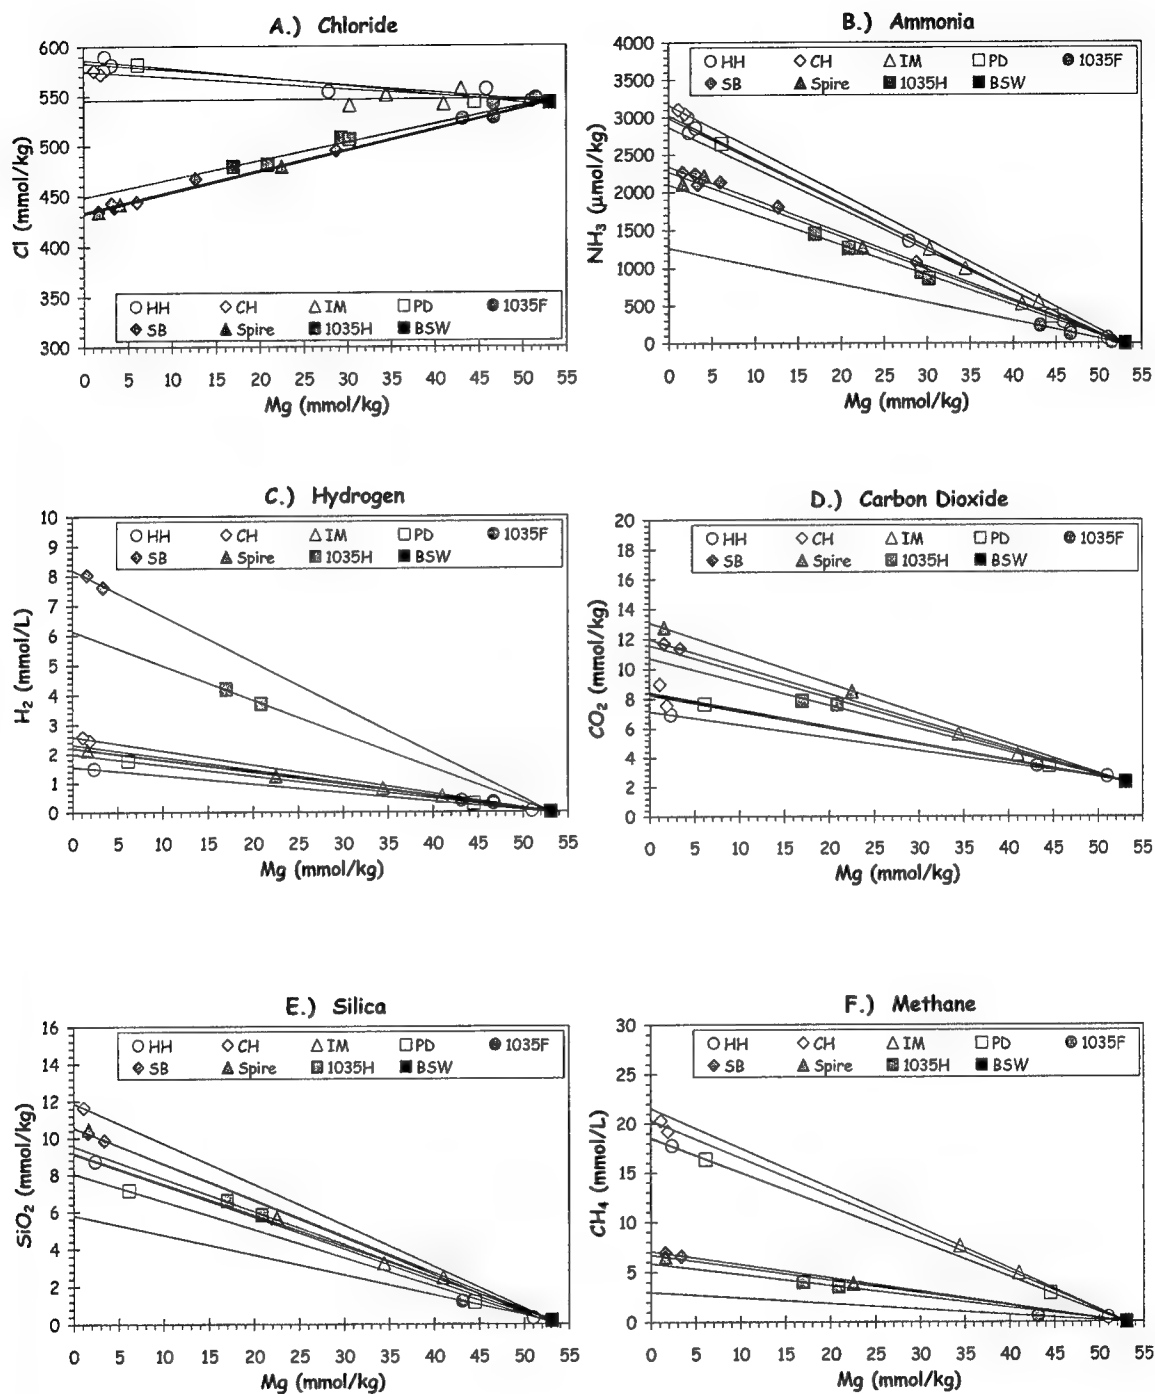 A.) Chloride
600
550
500
450
400
350
300
Cl (mmol/kg)
HH CH IM PD 1035F
SB Spire 1035H BSW
0 5 10 15 20 25 30 35 40 45 50 55
Mg (mmol/kg)
B.) Ammonia
4000
3500
3000
2500
2000
1500
1000
500
0
NH₃ (μmol/kg)
HH CH IM PD 1035F
SB Spire 1035H BSW
0 5 10 15 20 25 30 35 40 45 50 55
Mg (mmol/kg)
C.) Hydrogen
10
9
8
7
6
5
4
3
2
1
0
H₂ (mmol/L)
HH CH IM PD 1035F
SB Spire 1035H BSW
0 5 10 15 20 25 30 35 40 45 50 55
Mg (mmol/kg)
D.) Carbon Dioxide
20
18
16
14
12
10
8
6
4
2
0
CO₂ (mmol/kg)
HH CH IM PD 1035F
SB Spire 1035H BSW
0 5 10 15 20 25 30 35 40 45 50 55
Mg (mmol/kg)
E.) Silica
16
14
12
10
8
6
4
2
0
SiO₂ (mmol/kg)
HH CH IM PD 1035F
SB Spire 1035H BSW
0 5 10 15 20 25 30 35 40 45 50 55
Mg (mmol/kg)
F.) Methane
30
25
20
15
10
5
0
CH₄ (mmol/L)
HH CH IM PD 1035F
SB Spire 1035H BSW
0 5 10 15 20 25 30 35 40 45 50 55
Mg (mmol/kg)